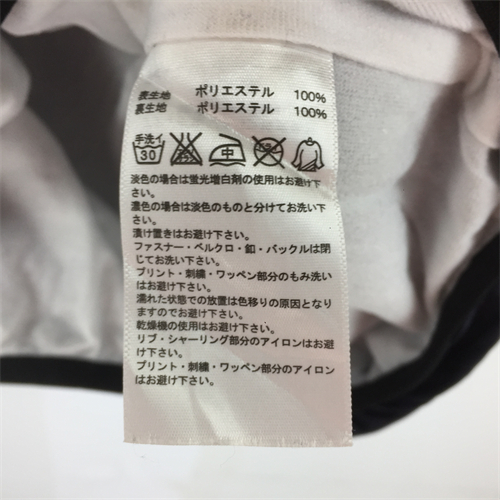 表生地 ポリエステル 100%
裏生地 ポリエステル 100%
手洗イ
30 中
淡色の場合は蛍光増白剤の使用はお避け下
さい。
濃色の場合は淡色のものと分けてお洗い下さい。
漬け置きはお避け下さい。
ファスナー・ベルクロ・釦・バックルは閉
じてお洗い下さい。
プリント・刺繍・ワッペン部分のもみ洗い
はお避け下さい。
濡れた状態での放置は色移りの原因となり
ますのでお避け下さい。
乾燥機の使用はお避け下さい。
リブ・シャーリング部分のアイロンはお避け
下さい。
プリント・刺繍・ワッペン部分のアイロン
はお避け下さい。